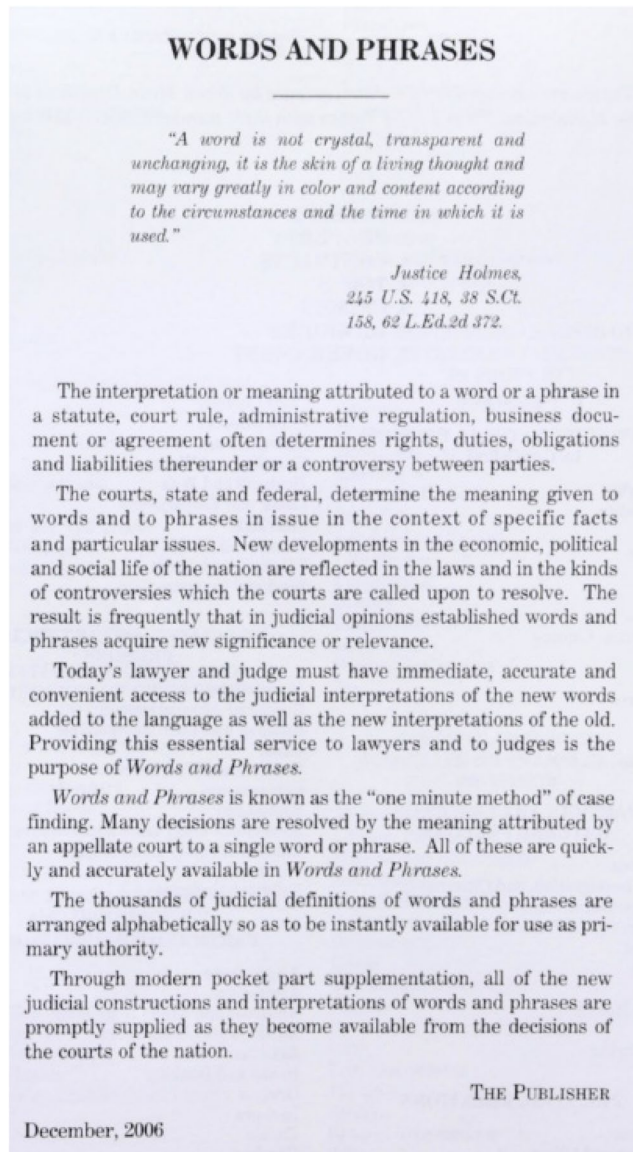 WORDS AND PHRASES
"A word is not crystal, transparent and
unchanging, it is the skin of a living thought and
may vary greatly in color and content according
to the circumstances and the time in which it is
used."
Justice Holmes,
245 U.S. 418, 38 S.Ct.
158, 62 L.Ed.2d 372.
The interpretation or meaning attributed to a word or a phrase in
a statute, court rule, administrative regulation, business docu-
ment or agreement often determines rights, duties, obligations
and liabilities thereunder or a controversy between parties.
The courts, state and federal, determine the meaning given to
words and to phrases in issue in the context of specific facts
and particular issues. New developments in the economic, political
and social life of the nation are reflected in the laws and in the kinds
of controversies which the courts are called upon to resolve. The
result is frequently that in judicial opinions established words and
phrases acquire new significance or relevance.
Today's lawyer and judge must have immediate, accurate and
convenient access to the judicial interpretations of the new words
added to the language as well as the new interpretations of the old.
Providing this essential service to lawyers and to judges is the
purpose of Words and Phrases.
Words and Phrases is known as the "one minute method" of case
finding. Many decisions are resolved by the meaning attributed by
an appellate court to a single word or phrase. All of these are quick-
ly and accurately available in Words and Phrases.
The thousands of judicial definitions of words and phrases are
arranged alphabetically so as to be instantly available for use as pri-
mary authority.
Through modern pocket part supplementation, all of the new
judicial constructions and interpretations of words and phrases are
promptly supplied as they become available from the decisions of
the courts of the nation.
THE PUBLISHER
December, 2006